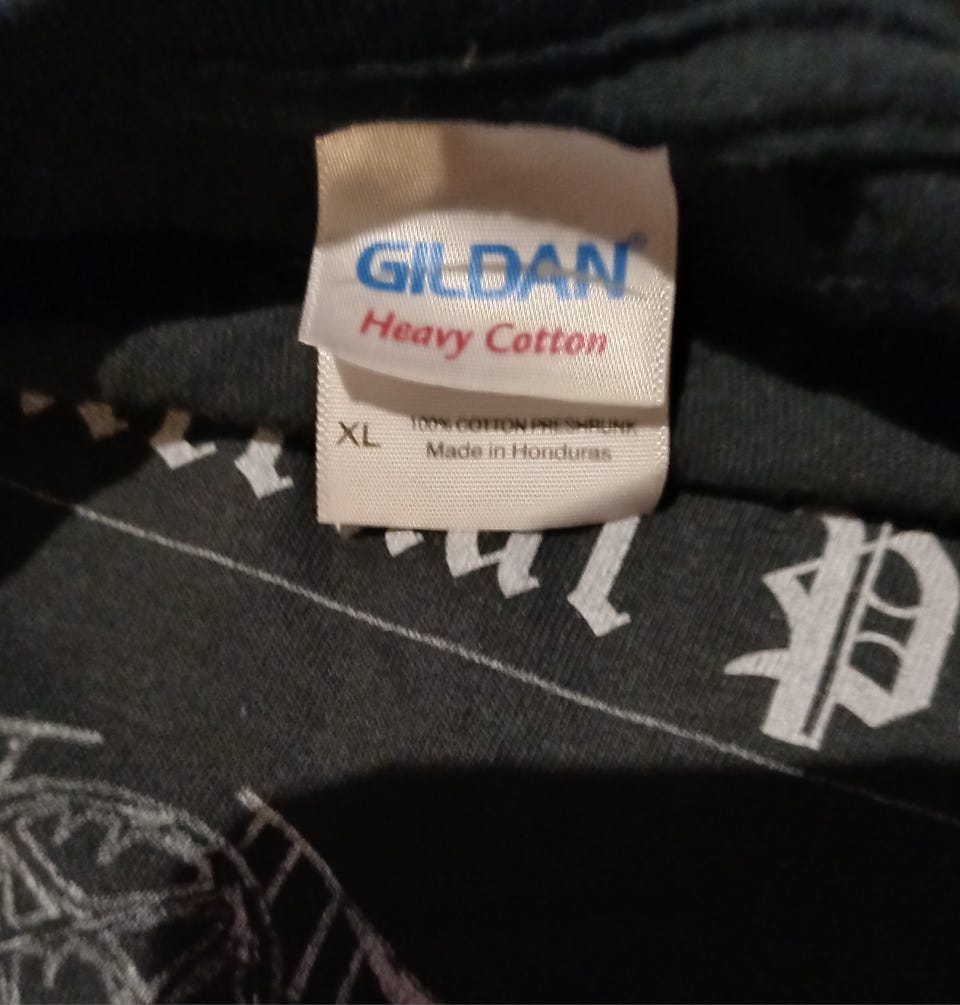 GILDAN®
Heavy Cotton
XL
100% COTTON PRESHRUNK
Made in Honduras